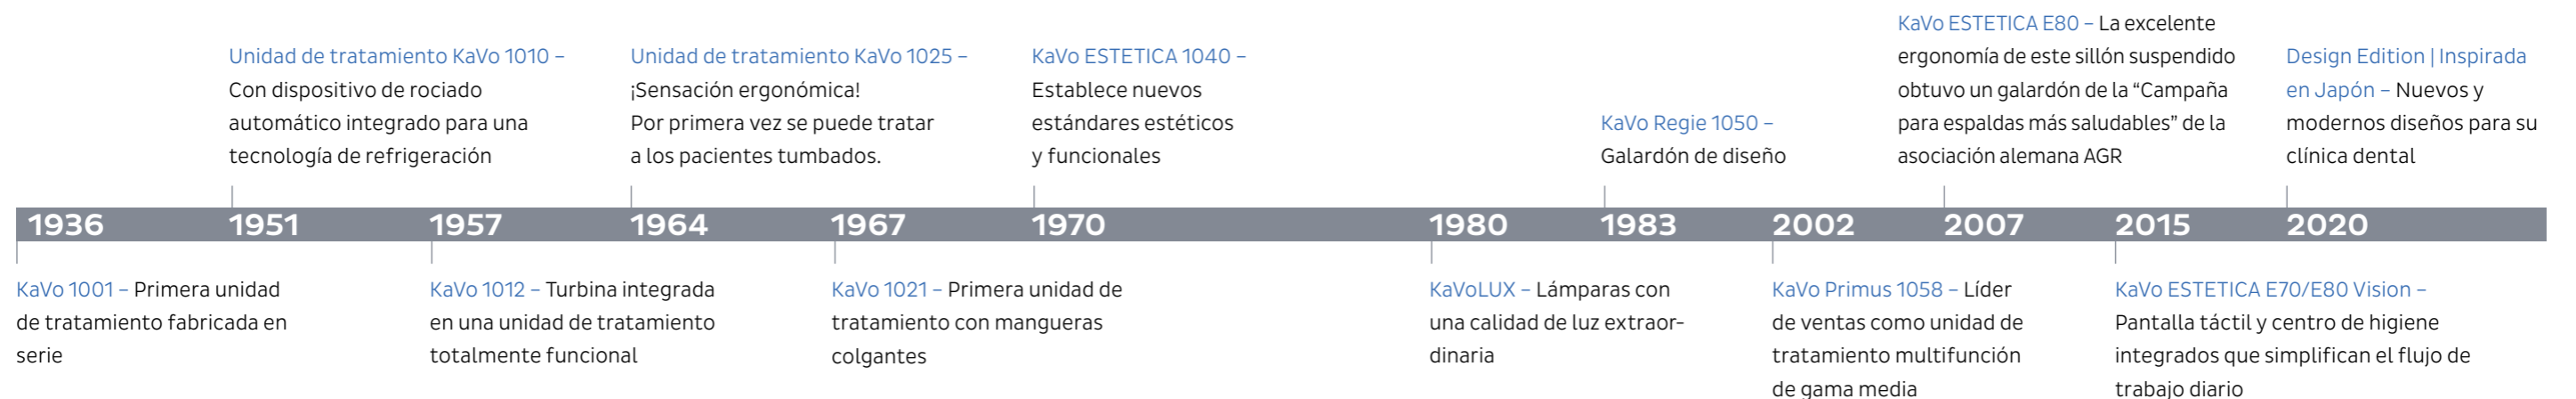 Unidad de tratamiento KaVo 1010 –
Con dispositivo de rociado
automático integrado para una
tecnología de refrigeración
Unidad de tratamiento KaVo 1025 –
¡Sensación ergonómica!
Por primera vez se puede tratar
a los pacientes tumbados.
KaVo ESTETICA 1040 –
Establece nuevos
estándares estéticos
y funcionales
KaVo Regie 1050 –
Galardón de diseño
KaVo ESTETICA E80 – La excelente
ergonomía de este sillón suspendido
obtuvo un galardón de la “Campaña
para espaldas más saludables” de la
asociación alemana AGR
Design Edition | Inspirada
en Japón – Nuevos y
modernos diseños para su
clínica dental
1936 1951 1957 1964 1967 1970 1980 1983 2002 2007 2015 2020
KaVo 1001 – Primera unidad
de tratamiento fabricada en
serie
KaVo 1012 – Turbina integrada
en una unidad de tratamiento
totalmente funcional
KaVo 1021 – Primera unidad de
tratamiento con mangueras
colgantes
KaVoLUX – Lámparas con
una calidad de luz extraor-
dinaria
KaVo Primus 1058 – Líder
de ventas como unidad de
tratamiento multifunción
de gama media
KaVo ESTETICA E70/E80 Vision –
Pantalla táctil y centro de higiene
integrados que simplifican el flujo de
trabajo diario